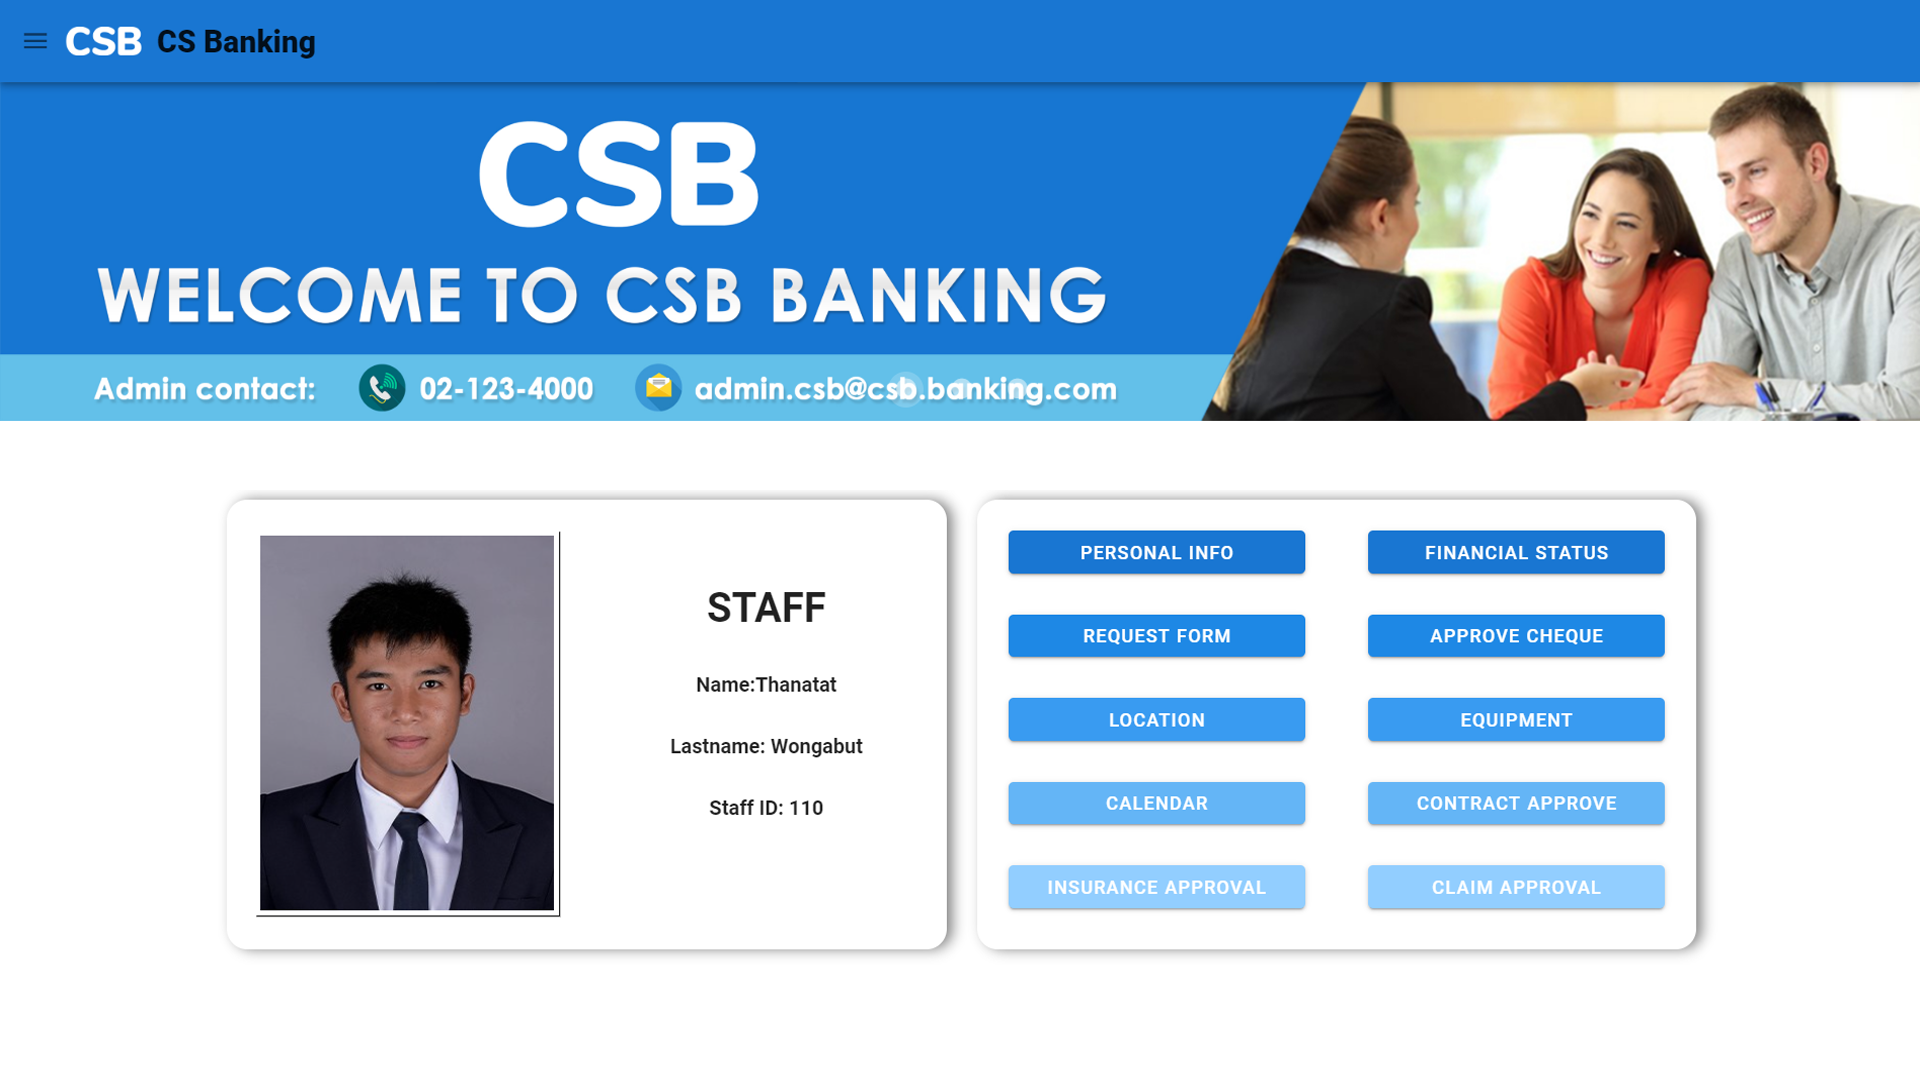 CSB CS Banking
CSB
WELCOME TO CSB BANKING
Admin contact: 02-123-4000 admin.csb@csb.banking.com
STAFF
Name:Thanatat
Lastname: Wongabut
Staff ID: 110
PERSONAL INFO
FINANCIAL STATUS
REQUEST FORM
APPROVE CHEQUE
LOCATION
EQUIPMENT
CALENDAR
CONTRACT APPROVE
INSURANCE APPROVAL
CLAIM APPROVAL